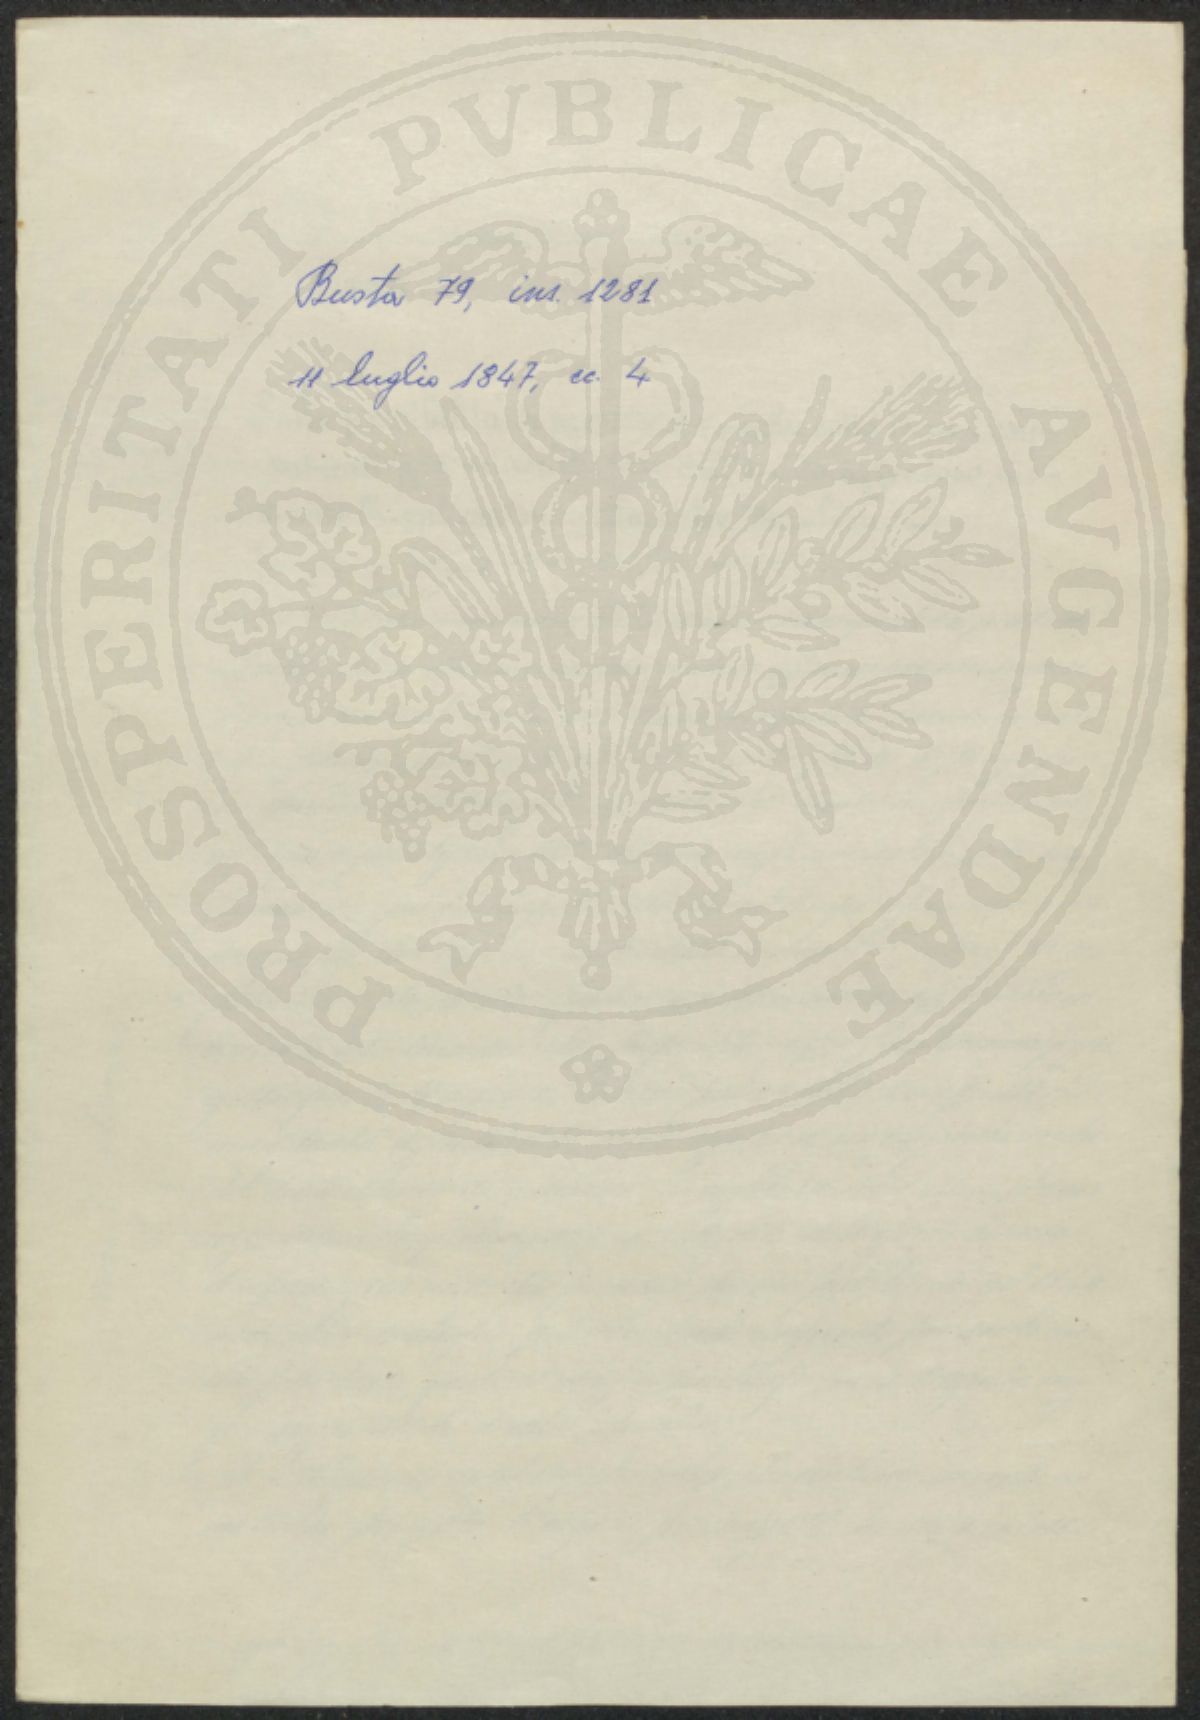 PROSPERITATI PVBLICAE AVGENDAE
Busta 79, ins. 1281
11 luglio 1847, cc. 4